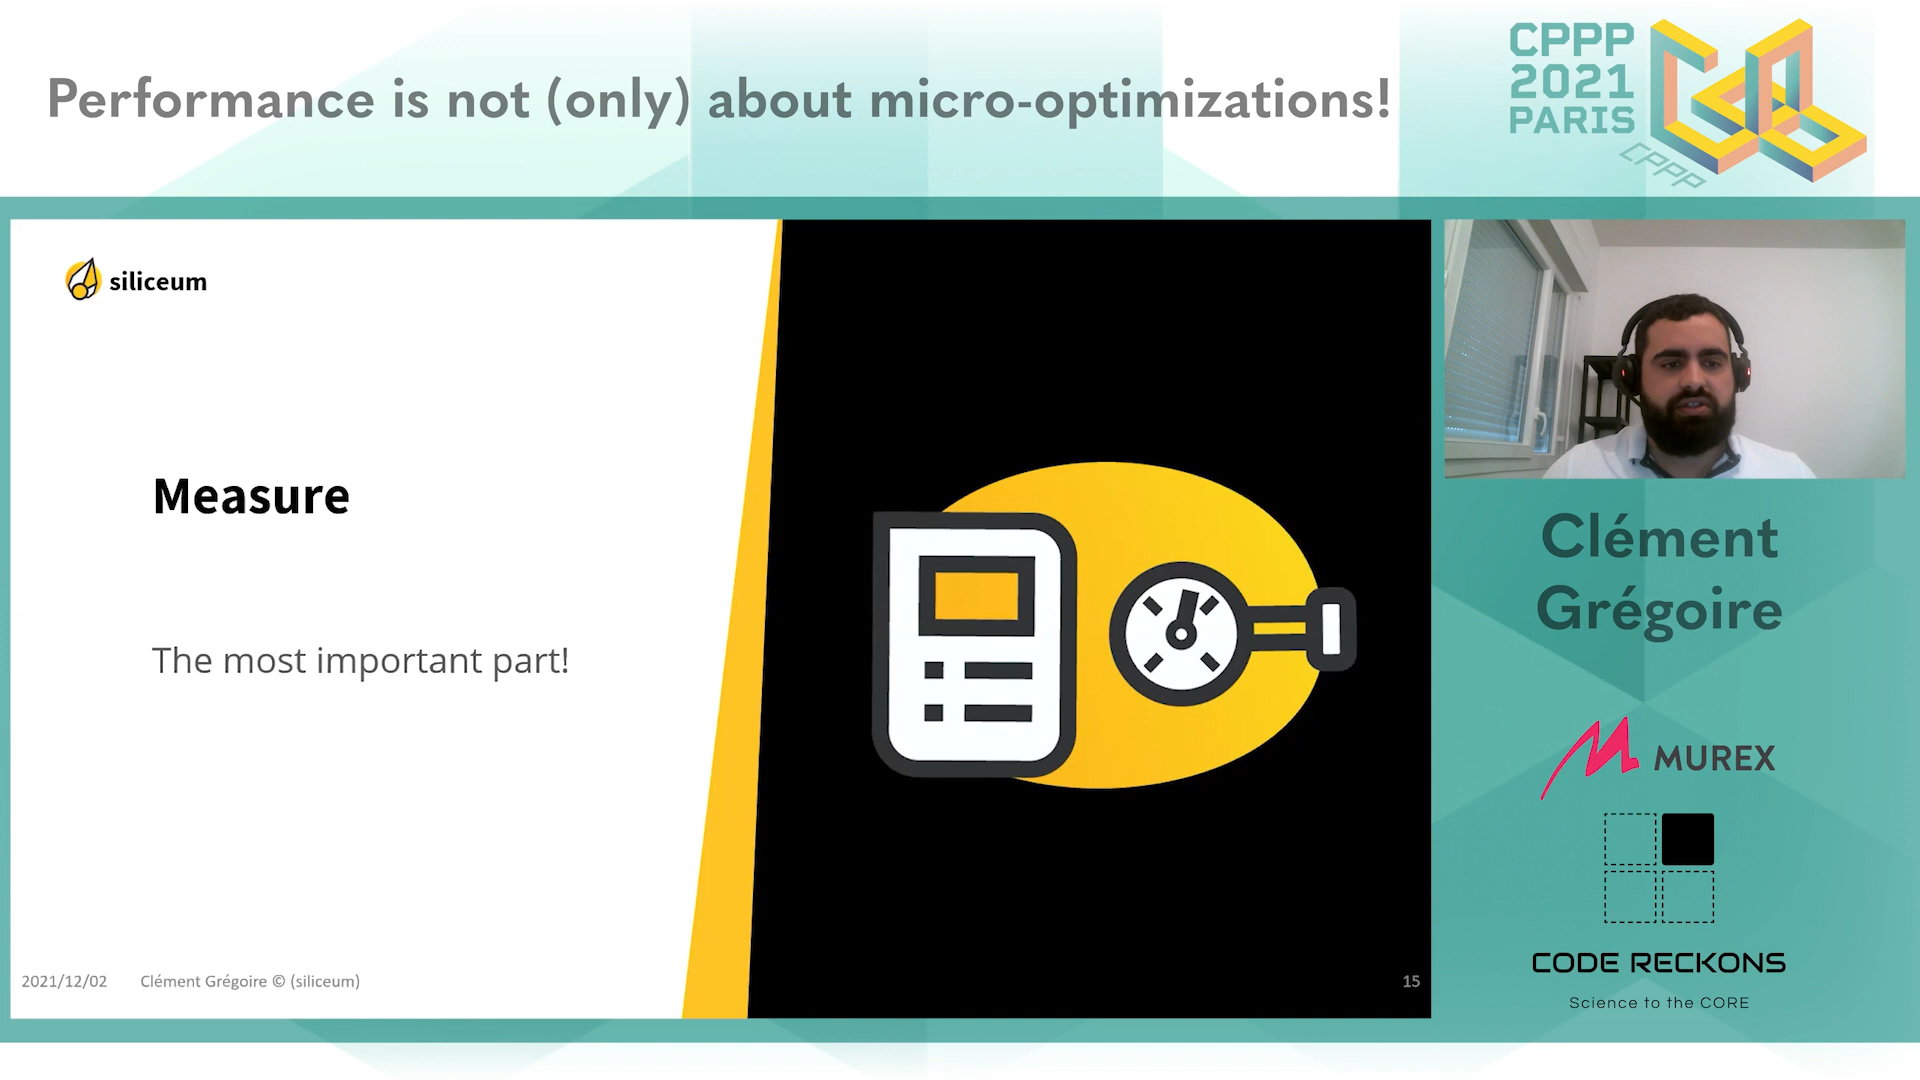 Performance is not (only) about micro-optimizations!
CPPP
2021
PARIS
CPPP
siliceum
Measure
The most important part!
2021/12/02 Clément Grégoire © (siliceum)
15
Clément
Grégoire
MUREX
CODE RECKONS
Science to the CORE